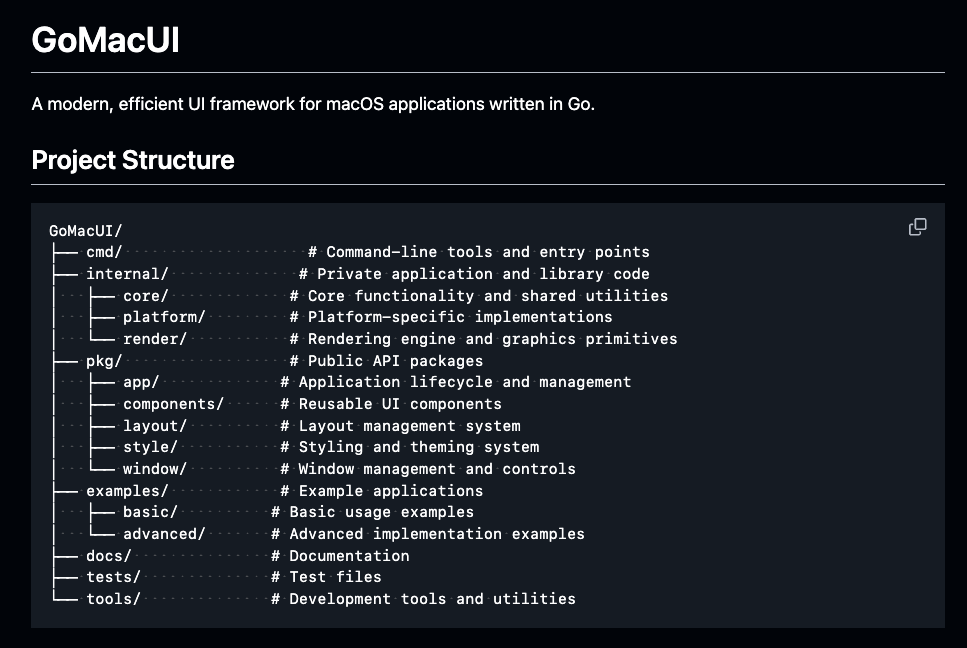 GoMacUI
A modern, efficient UI framework for macOS applications written in Go.
Project Structure
GoMacUI/
├── cmd/                    # Command-line tools and entry points
├── internal/              # Private application and library code
│   ├── core/             # Core functionality and shared utilities
│   ├── platform/         # Platform-specific implementations
│   └── render/           # Rendering engine and graphics primitives
├── pkg/                  # Public API packages
│   ├── app/             # Application lifecycle and management
│   ├── components/      # Reusable UI components
│   ├── layout/          # Layout management system
│   ├── style/           # Styling and theming system
│   └── window/          # Window management and controls
├── examples/            # Example applications
│   ├── basic/          # Basic usage examples
│   └── advanced/       # Advanced implementation examples
├── docs/               # Documentation
├── tests/              # Test files
└── tools/              # Development tools and utilities